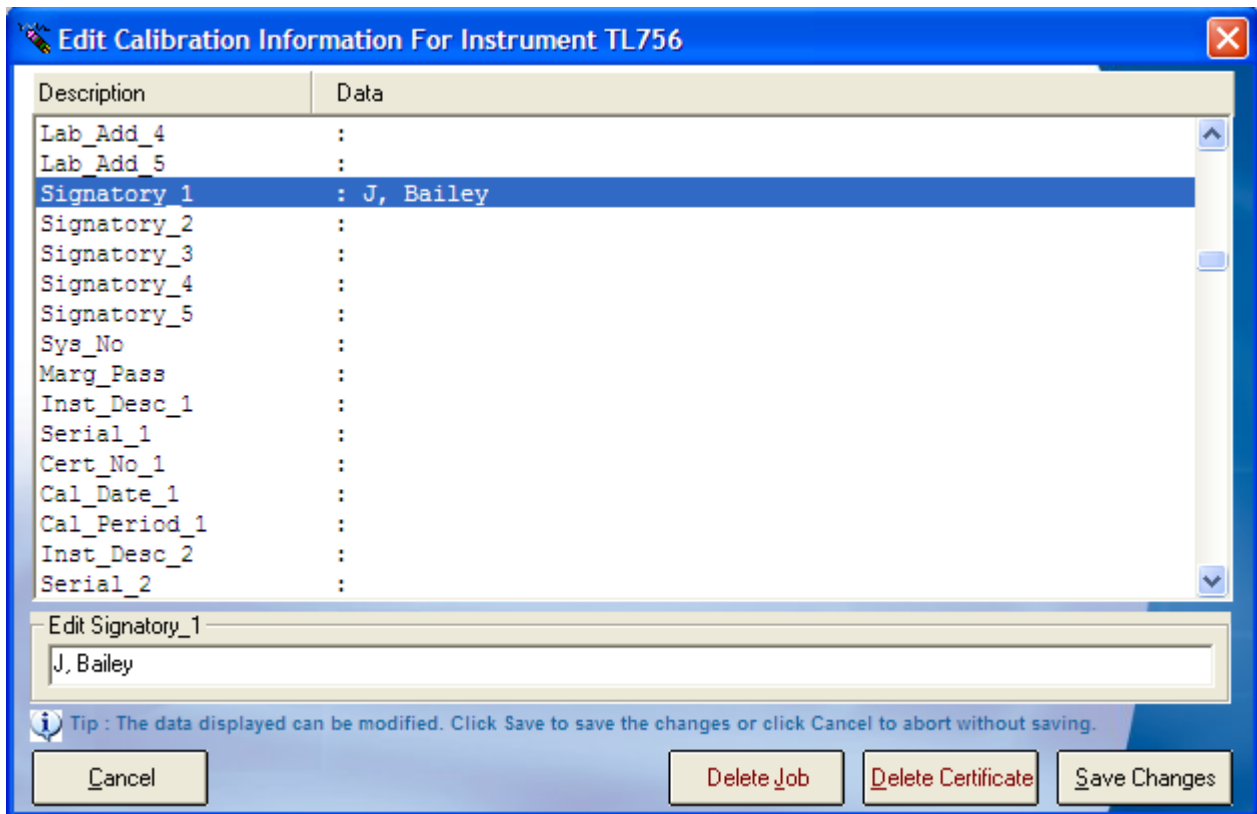 Edit Calibration Information For Instrument TL756
Description Data
Lab_Add_4 :
Lab_Add_5 :
Signatory_1 : J, Bailey
Signatory_2 :
Signatory_3 :
Signatory_4 :
Signatory_5 :
Sys_No :
Marg_Pass :
Inst_Desc_1 :
Serial_1 :
Cert_No_1 :
Cal_Date_1 :
Cal_Period_1 :
Inst_Desc_2 :
Serial_2 :
Edit Signatory_1
J, Bailey
Tip : The data displayed can be modified. Click Save to save the changes or click Cancel to abort without saving.
Cancel Delete Job Delete Certificate Save Changes